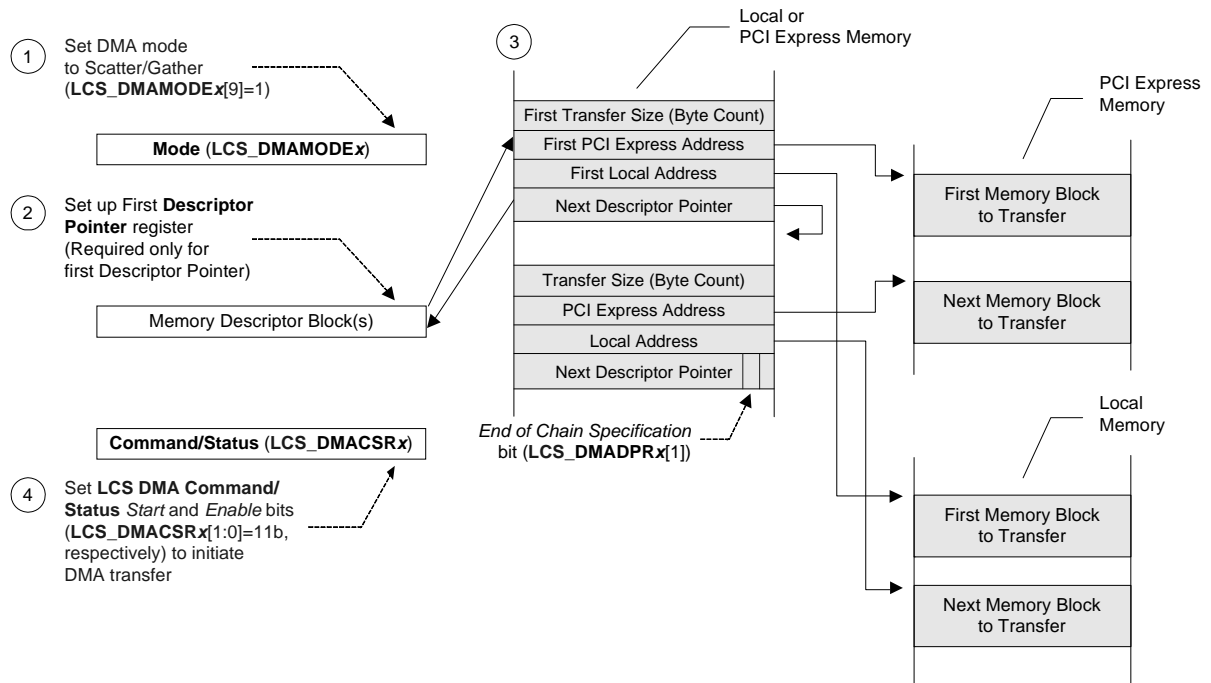 1
Set DMA mode
to Scatter/Gather
(LCS_DMAMODEx[9]=1)
Mode (LCS_DMAMODEx)
2
Set up First Descriptor
Pointer register
(Required only for
first Descriptor Pointer)
Memory Descriptor Block(s)
Command/Status (LCS_DMACSRx)
4
Set LCS DMA Command/
Status Start and Enable bits
(LCS_DMACSRx[1:0]=11b,
respectively) to initiate
DMA transfer
3
Local or
PCI Express Memory
First Transfer Size (Byte Count)
First PCI Express Address
First Local Address
Next Descriptor Pointer
Transfer Size (Byte Count)
PCI Express Address
Local Address
Next Descriptor Pointer
End of Chain Specification
bit (LCS_DMADPRx[1])
PCI Express
Memory
First Memory Block
to Transfer
Next Memory Block
to Transfer
Local
Memory
First Memory Block
to Transfer
Next Memory Block
to Transfer